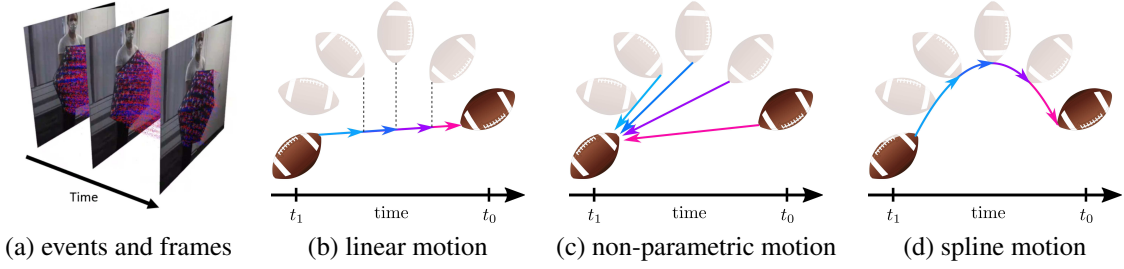 Time
t₁ time t₀
t₁ time t₀
t₁ time t₀
(a) events and frames (b) linear motion (c) non-parametric motion (d) spline motion